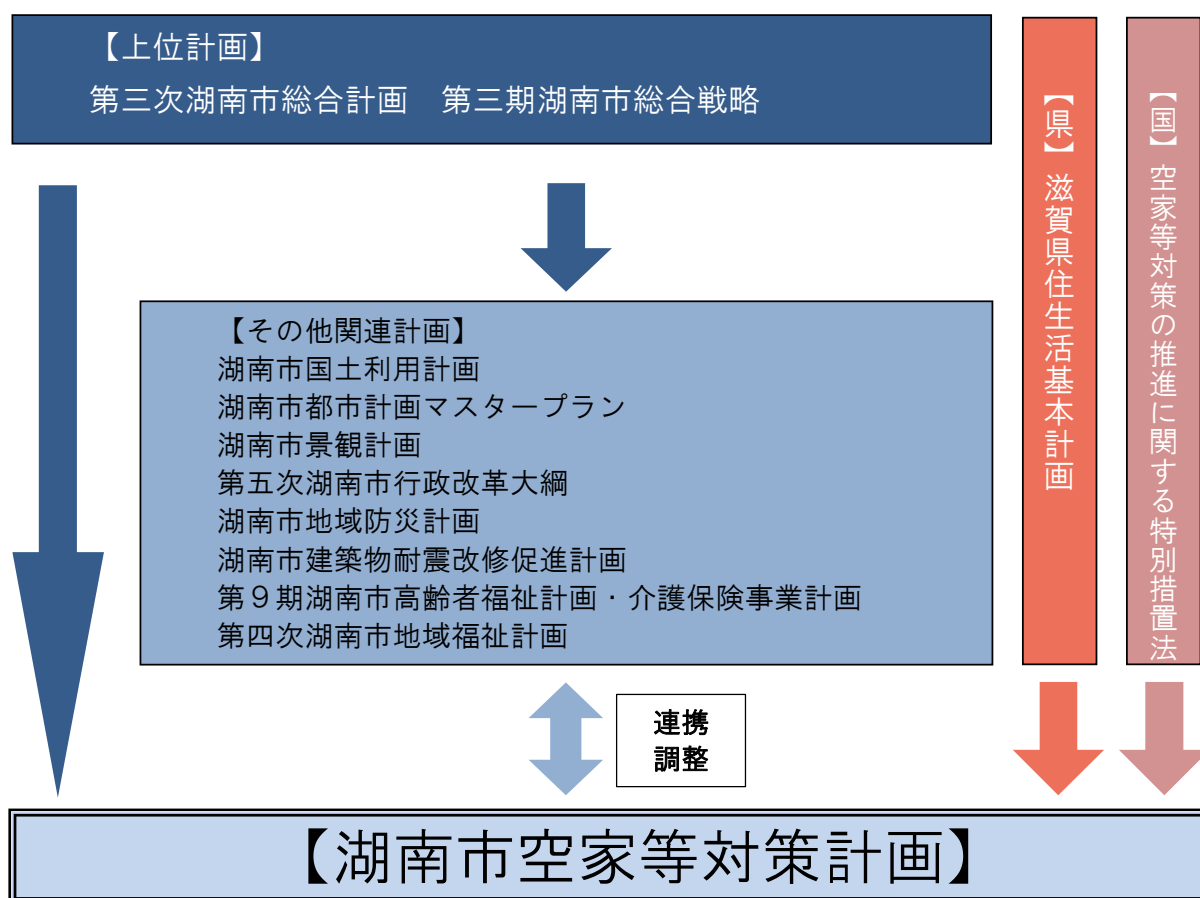 【上位計画】
第三次湖南市総合計画　第三期湖南市総合戦略
【その他関連計画】
湖南市国土利用計画
湖南市都市計画マスタープラン
湖南市景観計画
第五次湖南市行政改革大綱
湖南市地域防災計画
湖南市建築物耐震改修促進計画
第９期湖南市高齢者福祉計画・介護保険事業計画
第四次湖南市地域福祉計画
【県】滋賀県住生活基本計画
【国】空家等対策の推進に関する特別措置法
連携
調整
【湖南市空家等対策計画】